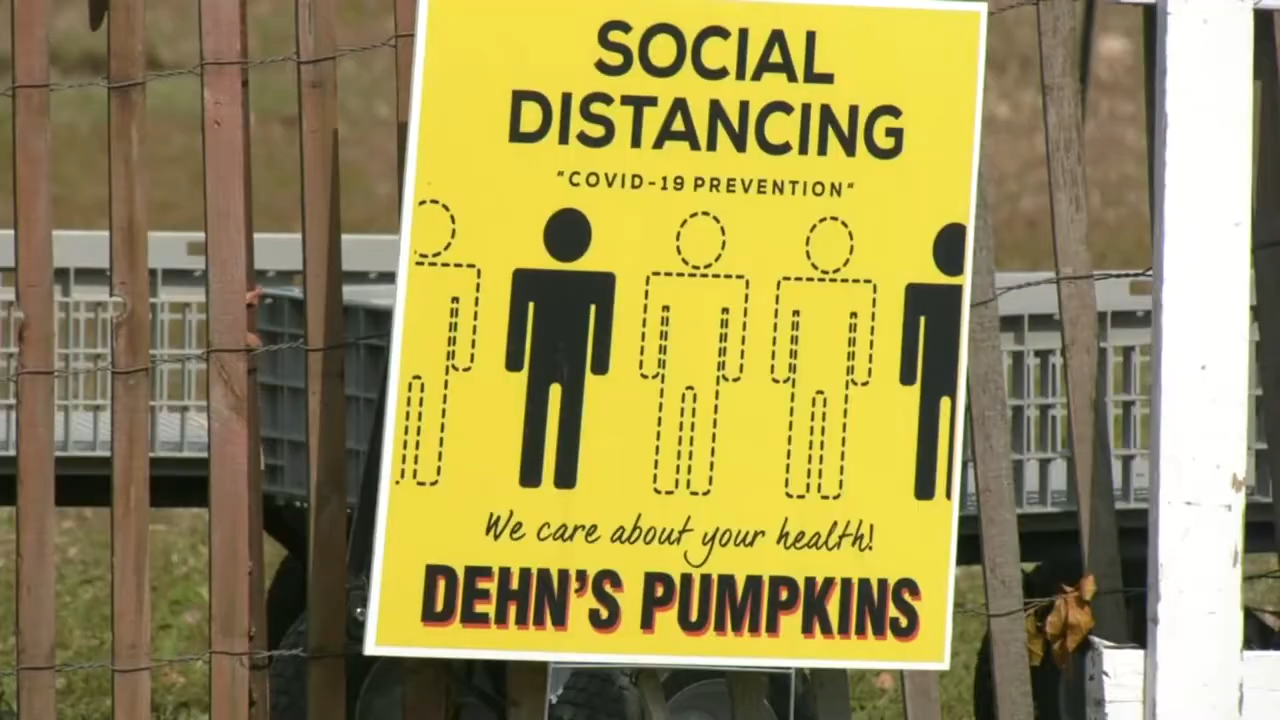 SOCIAL
DISTANCING
"COVID-19 PREVENTION"
We care about your health!
DEHN'S PUMPKINS